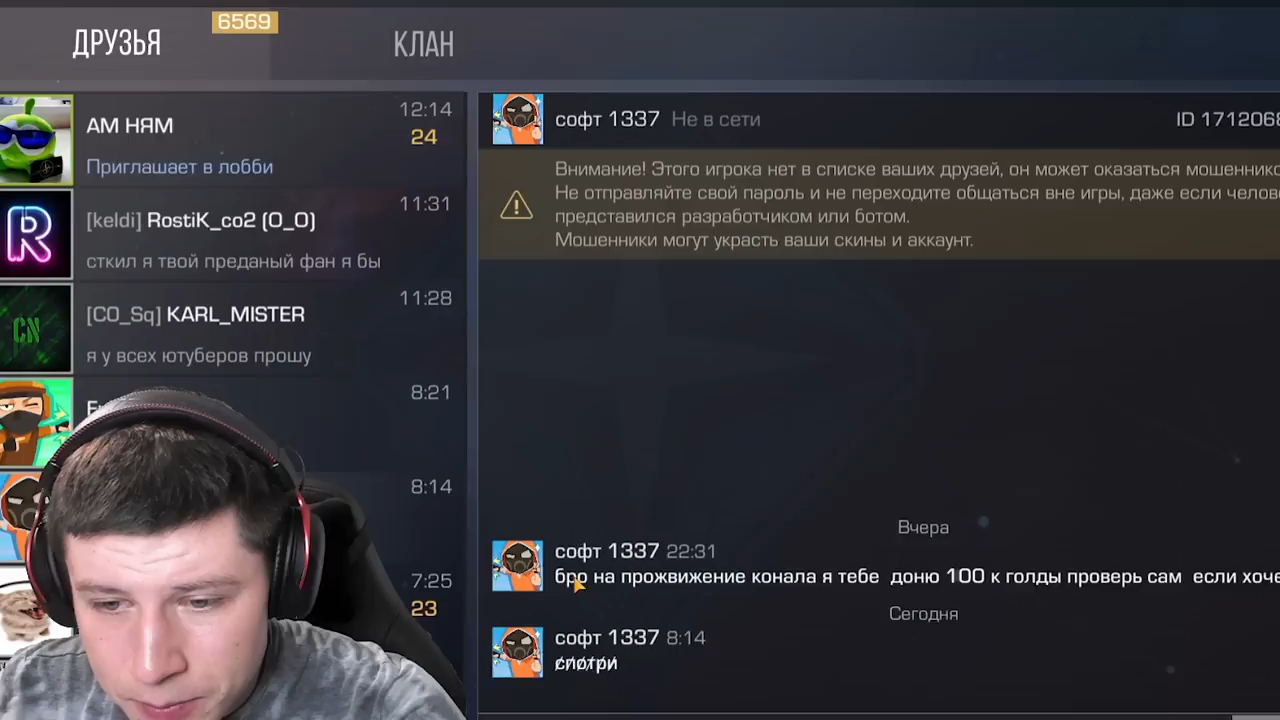 ДРУЗЬЯ
6569
КЛАН
АМ НЯМ
12:14
24
Приглашает в лобби
[keldi] RostiK_co2 (O_O)
11:31
сткил я твой преданый фан я бы
[CO_Sq] KARL_MISTER
11:28
я у всех ютуберов прошу
CN
8:21
8:14
7:25
23
софт 1337 Не в сети
ID 1712068
Внимание! Этого игрока нет в списке ваших друзей, он может оказаться
Не отправляйте свой пароль и не переходите общаться вне игры, даже если
представился разработчиком или ботом.
Мошенники могут украсть ваши скины и аккаунт.
Вчера
софт 1337 22:31
бро на прожвижение конала я тебе доню 100 к голды проверь сам если
Сегодня
софт 1337 8:14